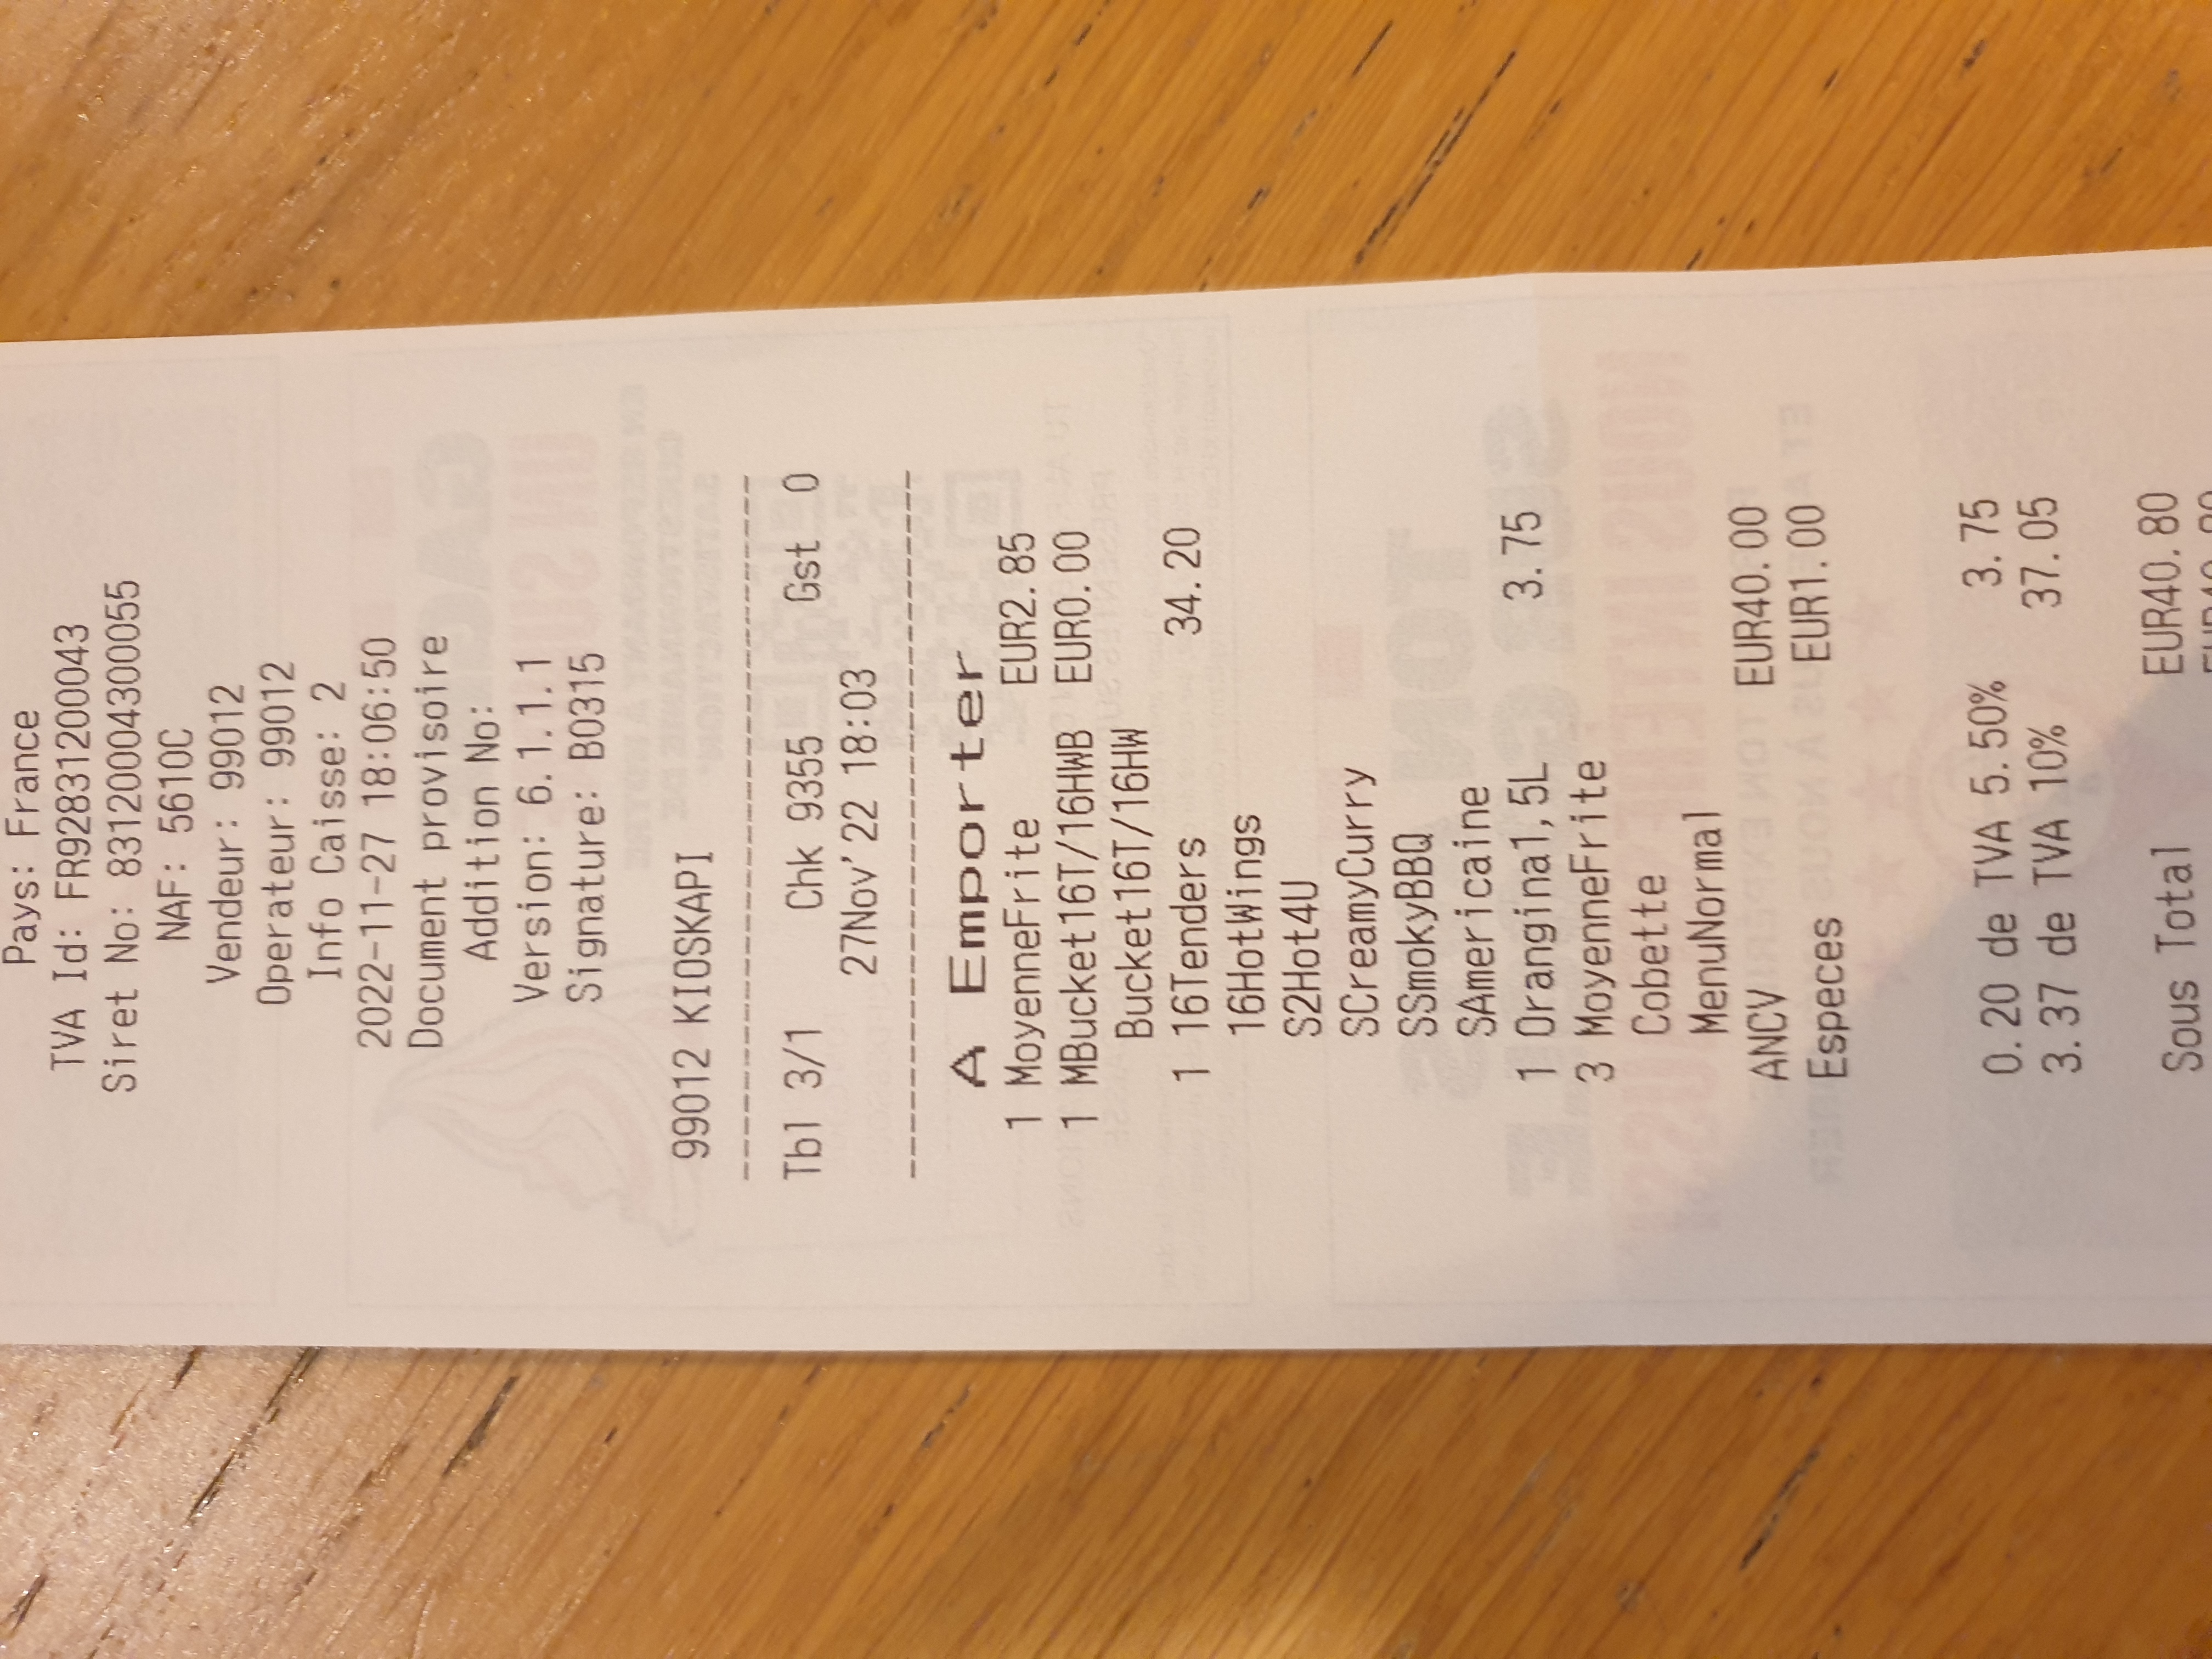 Pays: France
TVA Id: FR92831200043
Siret No: 83120004300055
NAF: 5610C
Vendeur: 99012
Operateur: 99012
Info Caisse: 2
2022-11-27 18:06:50
Document provisoire
Addition No:
Version: 6.1.1.1
Signature: B0315
99012 KIOSKAPI
--------------------------------
Tbl 3/1 Chk 9355 Gst 0
27Nov'22 18:03
--------------------------------
A Emporter
1 MoyenneFrite EUR2.85
1 MBucket16T/16HWB EUR0.00
Bucket16T/16HW
1 16Tenders 34.20
16HotWings
S2Hot4U
SCreamyCurry
SSmokyBBQ
SAmericaine
1 Orangina1,5L 3.75
3 MoyenneFrite
Cobette
MenuNormal
ANCV EUR40.00
Especes EUR1.00
0.20 de TVA 5.50% 3.75
3.37 de TVA 10% 37.05
Sous Total EUR40.80